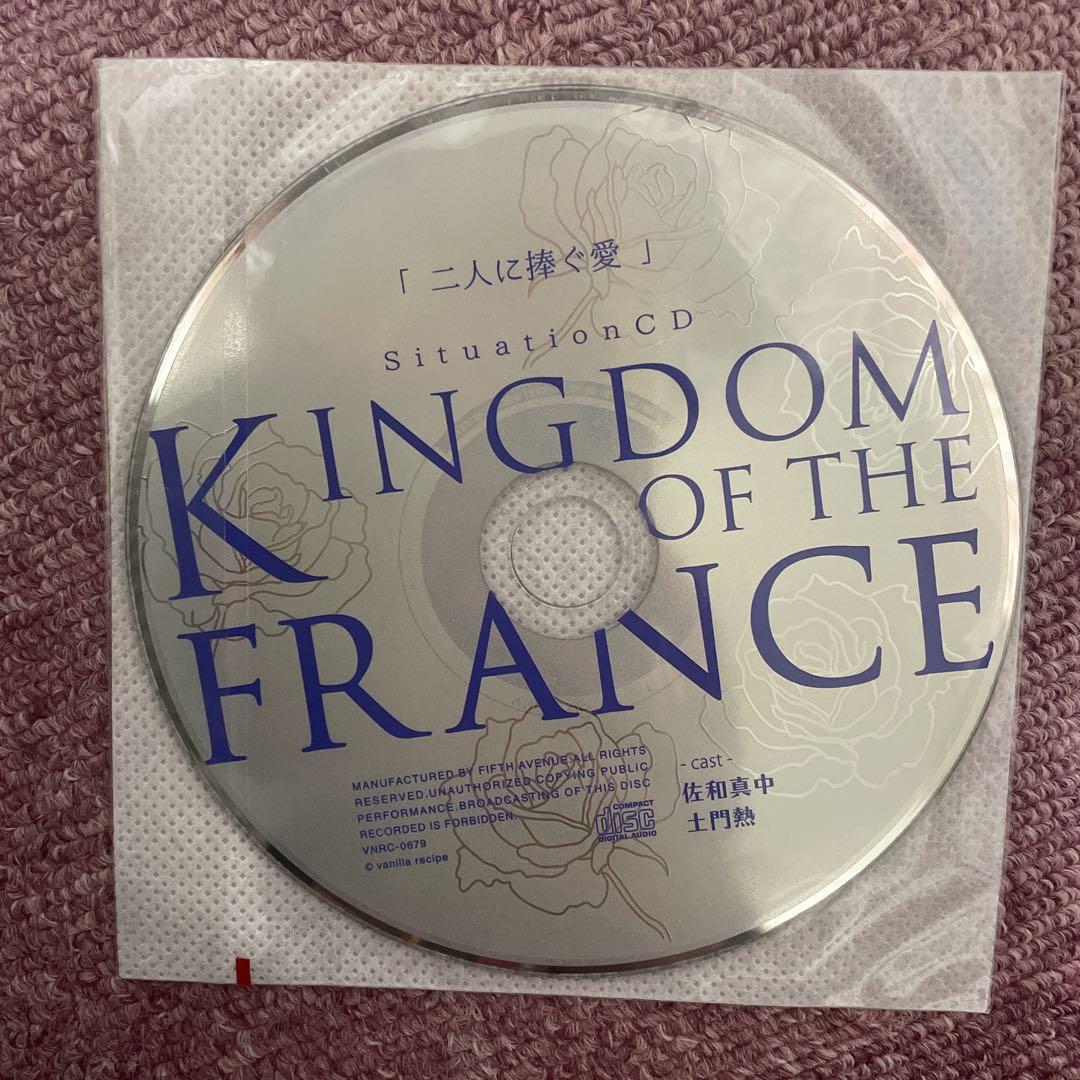 「 二人に捧ぐ愛 」
SituationCD
KINGDOM
OF THE
FRANCE
MANUFACTURED BY FIFTH AVENUE.ALL RIGHTS
RESERVED.UNAUTHORIZED COPYING.PUBLIC
PERFORMANCE.BROADCASTING OF THIS DISC
RECORDED IS FORBIDDEN.
VNRC-0679
© vanilla recipe
COMPACT
disc
DIGITAL AUDIO
- cast -
佐和真中
土門熱